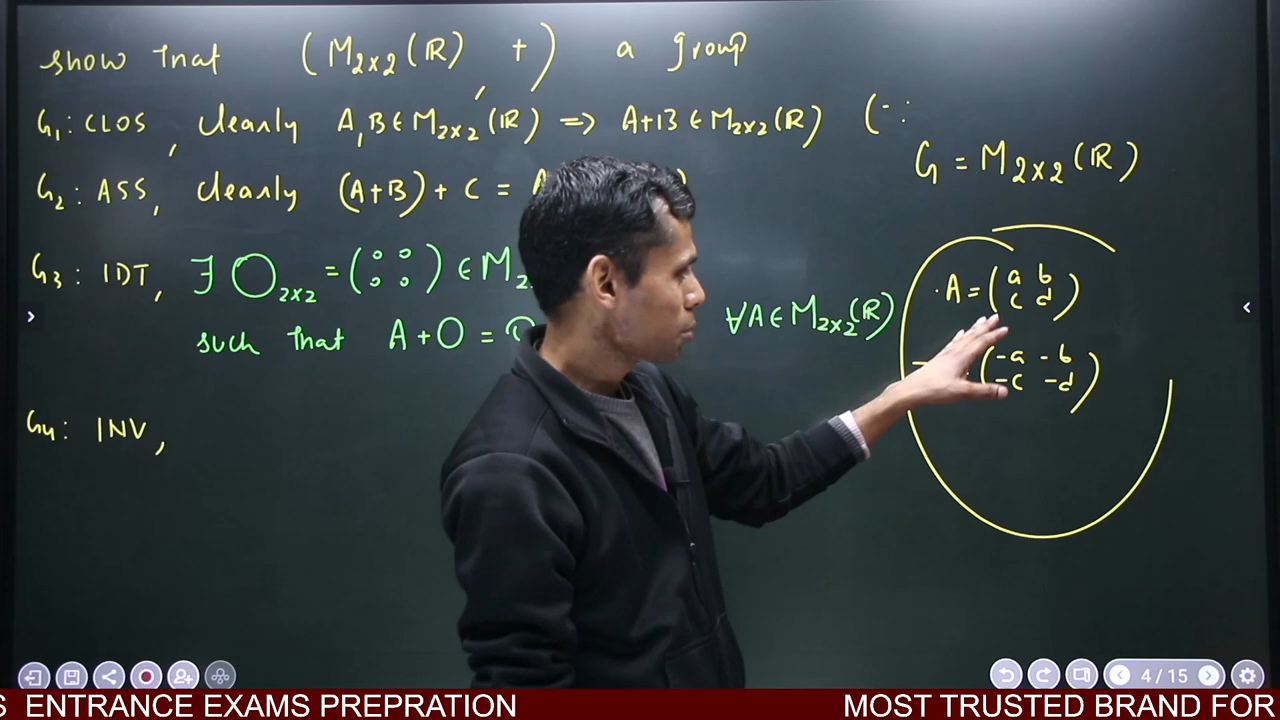 show that (M₂ₓ₂(ℝ), +) a group
G₁: CLOS, clearly A,B∈M₂ₓ₂(ℝ) => A+B∈M₂ₓ₂(ℝ) (∵
G₂: ASS, clearly (A+B)+C =
G₃: IDT, ∃ O₂ₓ₂ = (0 0
0 0) ∈ M₂
such that A+O =
∀A∈M₂ₓ₂(ℝ)
G₄: INV,
G = M₂ₓ₂(ℝ)
·A = (a b
c d)
(-a -b
-c -d)
4/15
S ENTRANCE EXAMS PREPRATION
MOST TRUSTED BRAND FOR